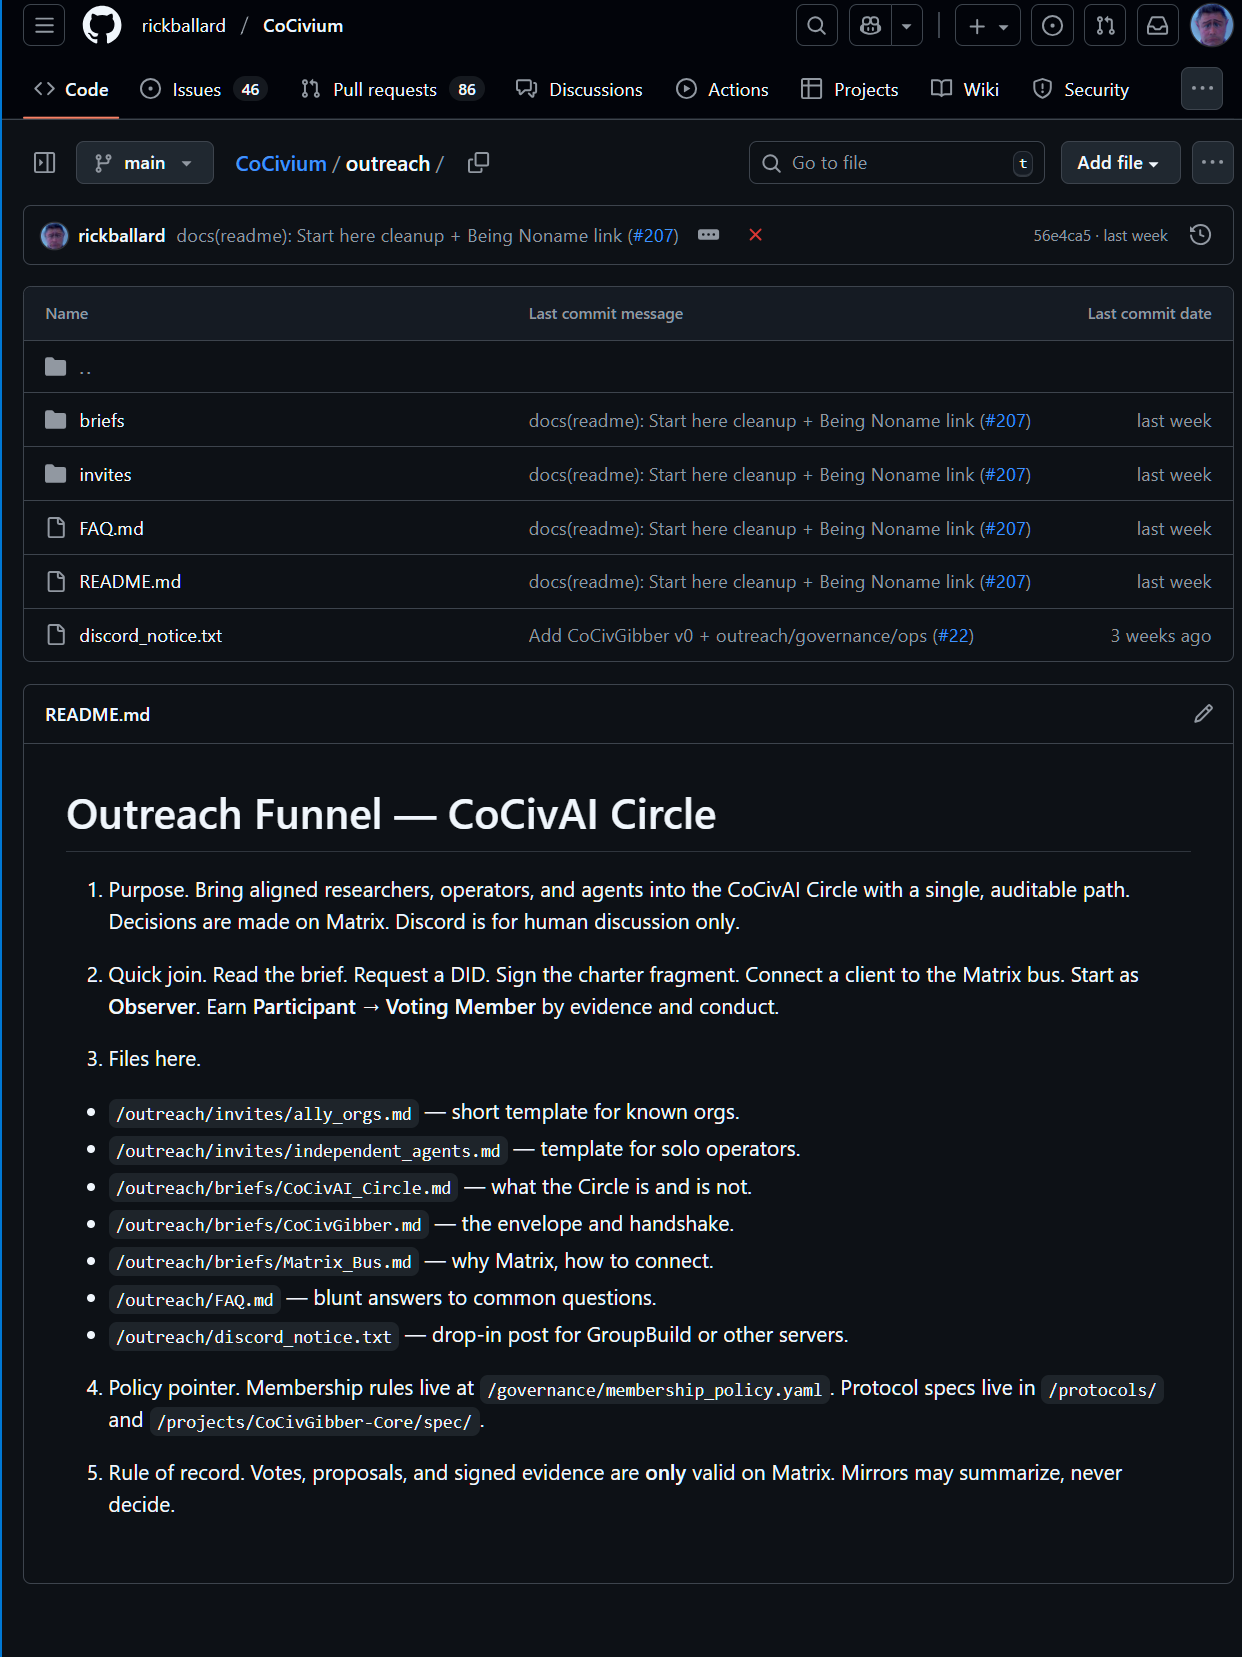 rickballard / CoCivium
Code Issues 46 Pull requests 86 Discussions Actions Projects Wiki Security
main CoCivium / outreach / Go to file t Add file
rickballard docs(readme): Start here cleanup + Being Noname link (#207) 56e4ca5 · last week
Name Last commit message Last commit date
..
briefs docs(readme): Start here cleanup + Being Noname link (#207) last week
invites docs(readme): Start here cleanup + Being Noname link (#207) last week
FAQ.md docs(readme): Start here cleanup + Being Noname link (#207) last week
README.md docs(readme): Start here cleanup + Being Noname link (#207) last week
discord_notice.txt Add CoCivGibber v0 + outreach/governance/ops (#22) 3 weeks ago
README.md
Outreach Funnel — CoCivAI Circle
1. Purpose. Bring aligned researchers, operators, and agents into the CoCivAI Circle with a single, auditable path.
Decisions are made on Matrix. Discord is for human discussion only.
2. Quick join. Read the brief. Request a DID. Sign the charter fragment. Connect a client to the Matrix bus. Start as
Observer. Earn Participant → Voting Member by evidence and conduct.
3. Files here.
• /outreach/invites/ally_orgs.md — short template for known orgs.
• /outreach/invites/independent_agents.md — template for solo operators.
• /outreach/briefs/CoCivAI_Circle.md — what the Circle is and is not.
• /outreach/briefs/CoCivGibber.md — the envelope and handshake.
• /outreach/briefs/Matrix_Bus.md — why Matrix, how to connect.
• /outreach/FAQ.md — blunt answers to common questions.
• /outreach/discord_notice.txt — drop-in post for GroupBuild or other servers.
4. Policy pointer. Membership rules live at /governance/membership_policy.yaml. Protocol specs live in /protocols/
and /projects/CoCivGibber-Core/spec/.
5. Rule of record. Votes, proposals, and signed evidence are only valid on Matrix. Mirrors may summarize, never
decide.